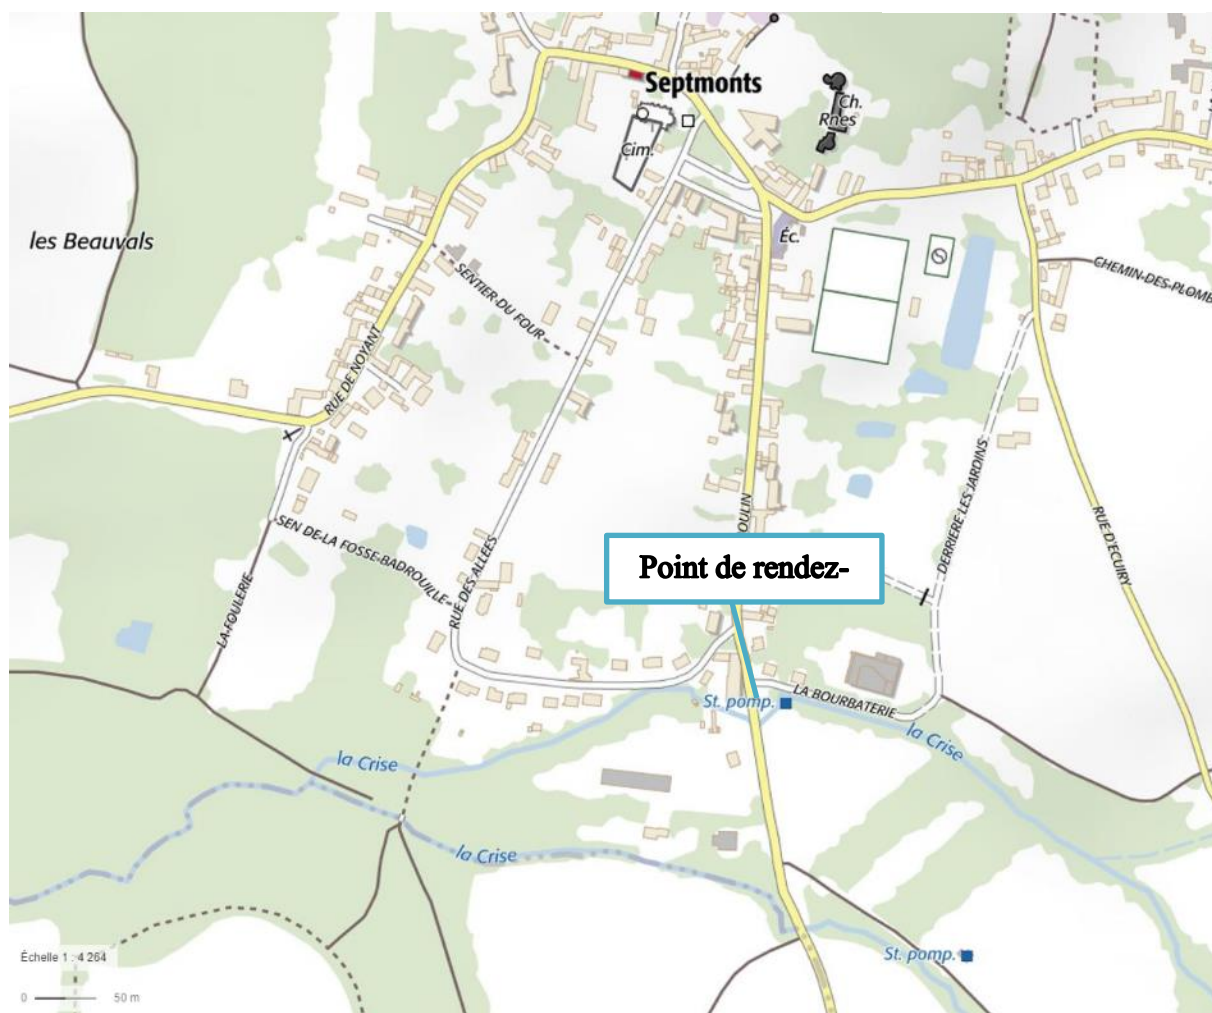 Septmonts
Ch.
Rnes
Cim.
les Beauvals
Éc.
SENTIER DU FOUR
CHEMIN-DES-PLOMB
RUE DE NOYANT
OULIN
DERRIERE LES JARDINS
RUE D'ECUIRY
SEN DE-LA FOSSE-BADROUILLE
RUE DES ALLEES
Point de rendez-
LA FOULERIE
St. pomp.
LA BOURBATERIE
la Crise
la Crise
la Crise
St. pomp.
Échelle 1 : 4 264
0 50 m